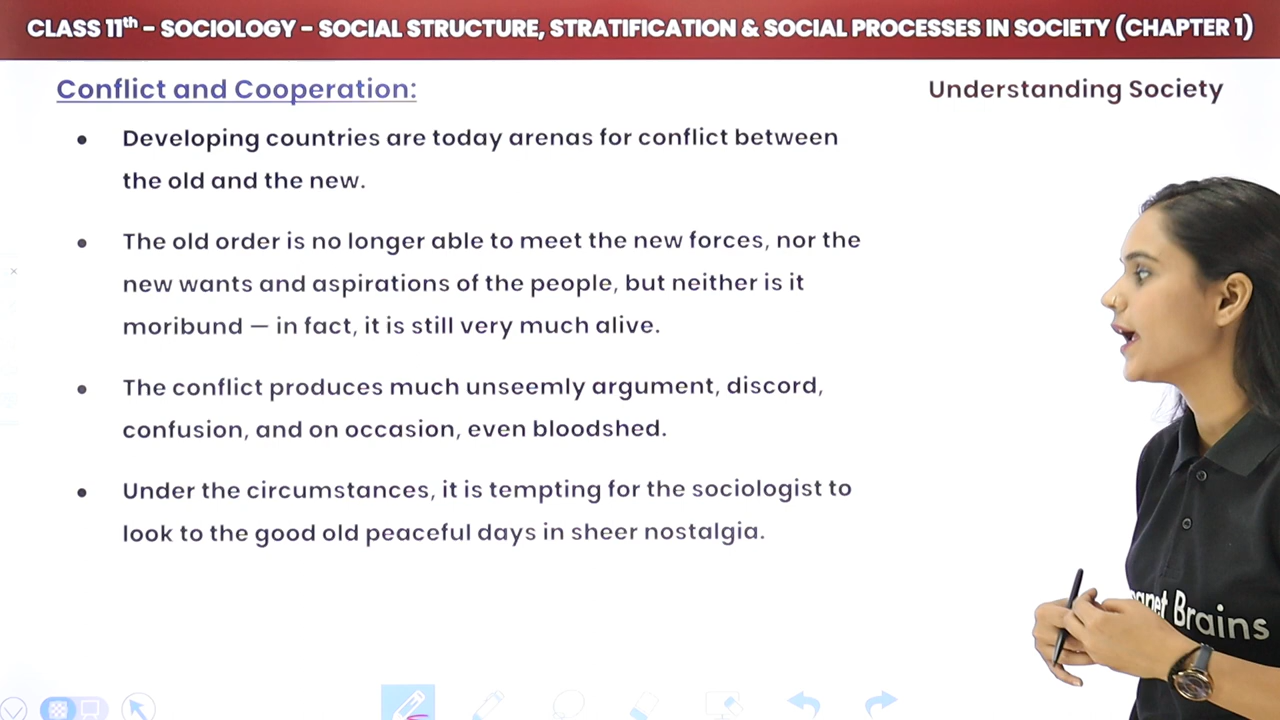 CLASS 11th - SOCIOLOGY - SOCIAL STRUCTURE, STRATIFICATION & SOCIAL PROCESSES IN SOCIETY (CHAPTER 1)
Conflict and Cooperation:
Understanding Society
• Developing countries are today arenas for conflict between
the old and the new.
• The old order is no longer able to meet the new forces, nor the
new wants and aspirations of the people, but neither is it
moribund — in fact, it is still very much alive.
• The conflict produces much unseemly argument, discord,
confusion, and on occasion, even bloodshed.
• Under the circumstances, it is tempting for the sociologist to
look to the good old peaceful days in sheer nostalgia.
Brains